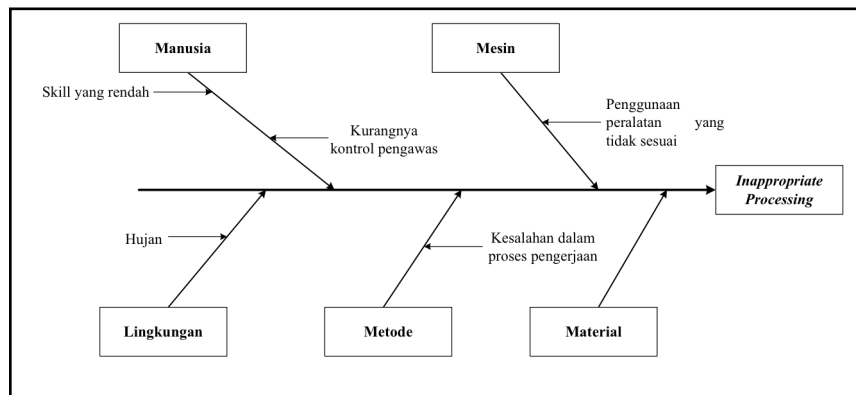 Manusia
Mesin
Skill yang rendah
Kurangnya
kontrol pengawas
Penggunaan
peralatan yang
tidak sesuai
Inappropriate
Processing
Hujan
Kesalahan dalam
proses pengerjaan
Lingkungan
Metode
Material